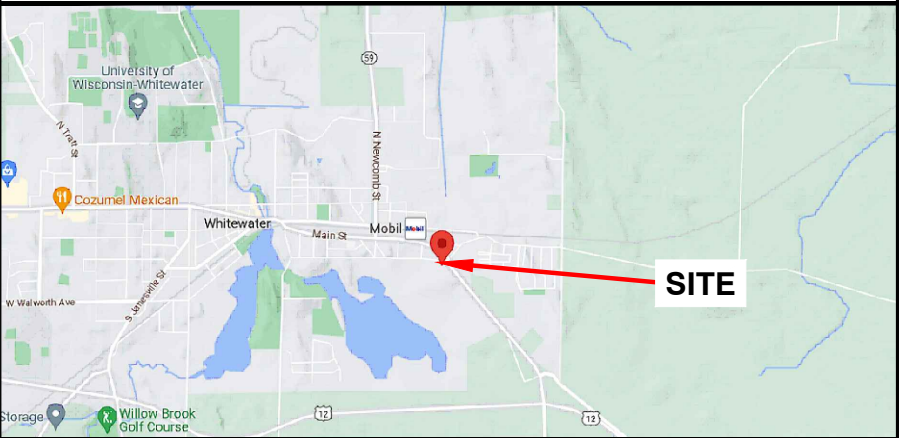 59
University of
Wisconsin-Whitewater
N Tratt St
N Newcomb St
Cozumel Mexican
Whitewater
Main St
Mobil
Mobil
SITE
S Janesville St
W Walworth Ave
12
12
Storage
Willow Brook
Golf Course